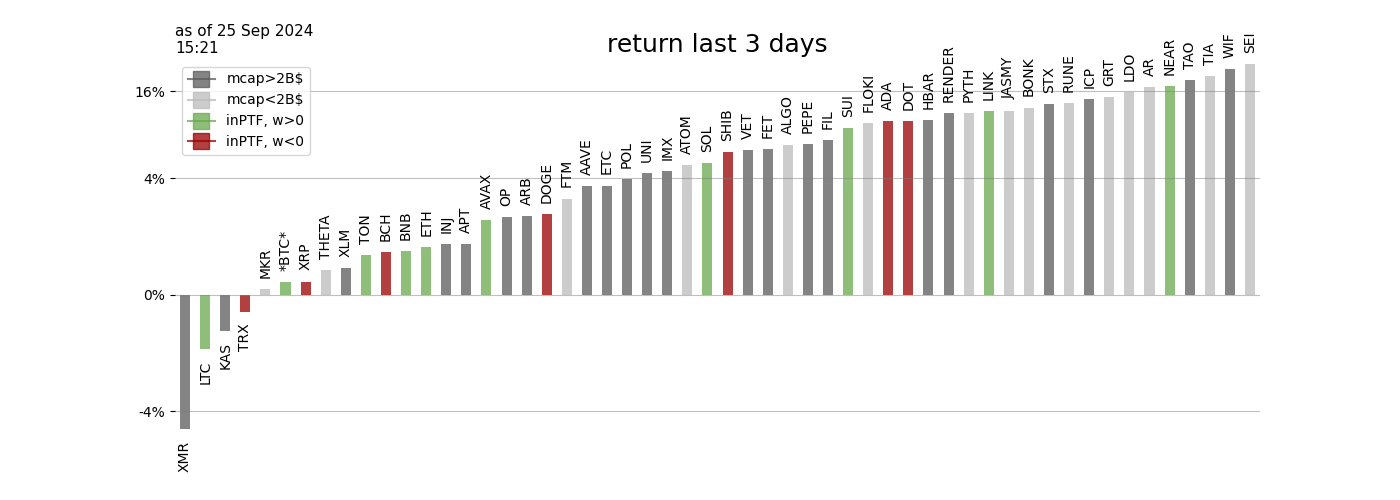 as of 25 Sep 2024
15:21
return last 3 days
mcap>2B$
mcap<2B$
inPTF, w>0
inPTF, w<0
16%
4%
0%
-4%
XMR
LTC
KAS
TRX
MKR
*BTC*
XRP
THETA
XLM
TON
BCH
BNB
ETH
INJ
APT
AVAX
OP
ARB
DOGE
FTM
AAVE
ETC
POL
UNI
IMX
ATOM
SOL
SHIB
VET
FET
ALGO
PEPE
FIL
SUI
FLOKI
ADA
DOT
HBAR
RENDER
PYTH
LINK
JASMY
BONK
STX
RUNE
ICP
GRT
LDO
AR
NEAR
TAO
TIA
WIF
SEI